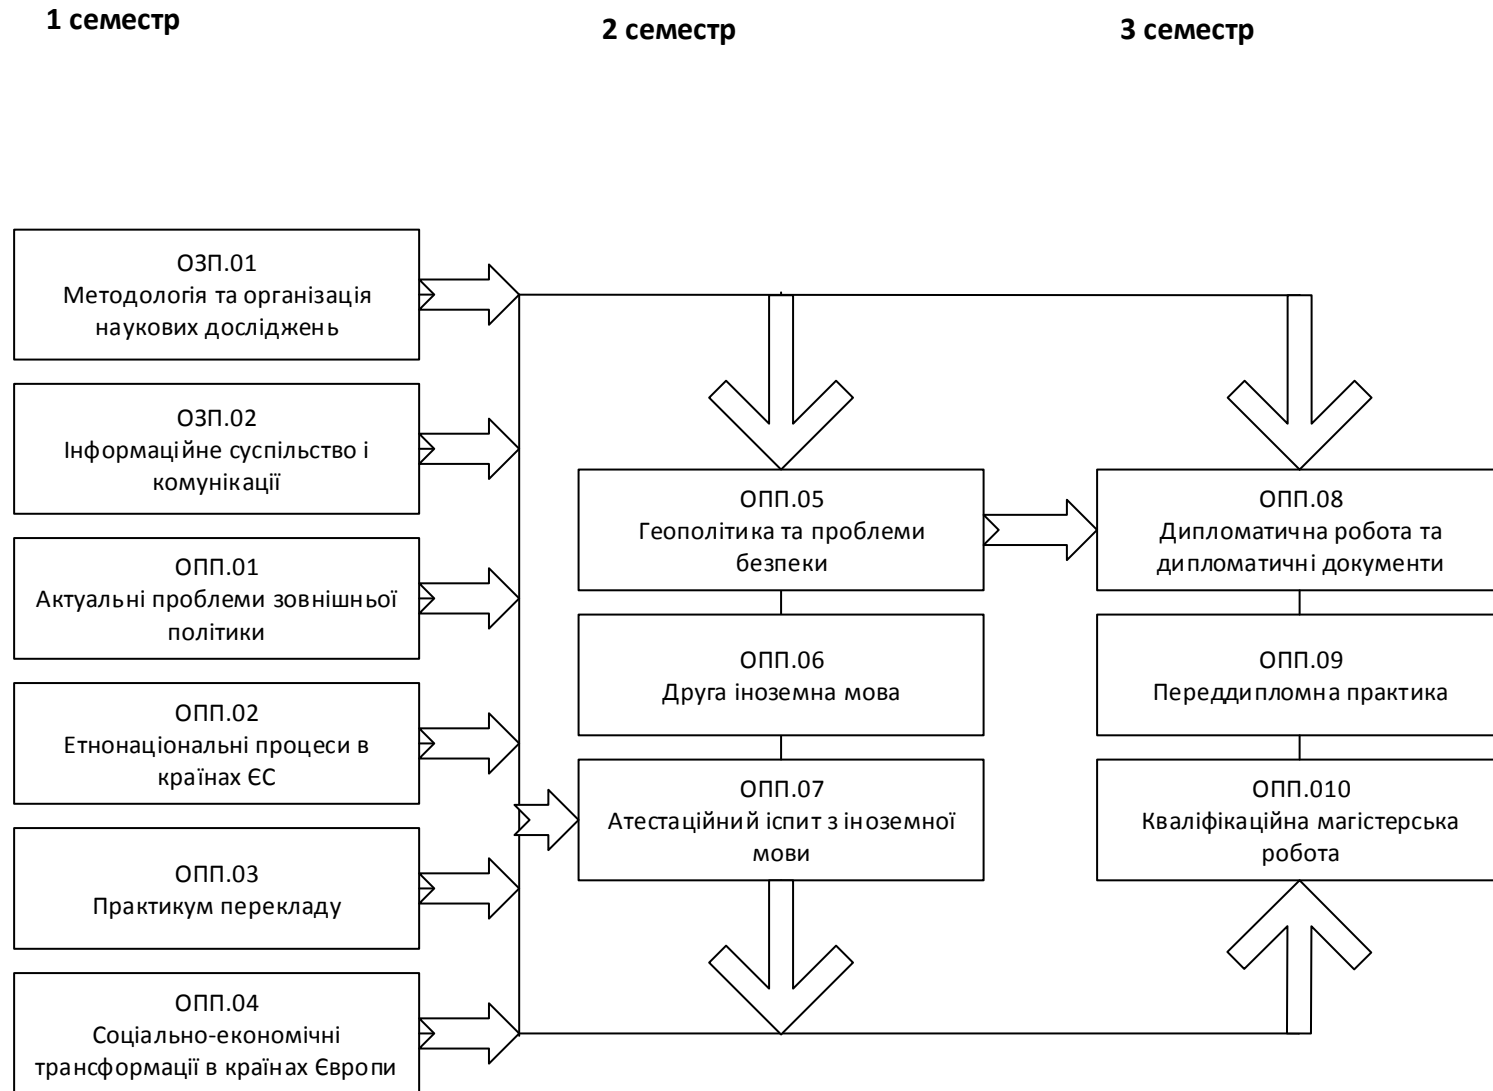 1 семестр
2 семестр
3 семестр
ОЗП.01
Методологія та організація
наукових досліджень
ОЗП.02
Інформаційне суспільство і
комунікації
ОПП.01
Актуальні проблеми зовнішньої
політики
ОПП.02
Етнонаціональні процеси в
країнах ЄС
ОПП.03
Практикум перекладу
ОПП.04
Соціально-економічні
трансформації в країнах Європи
ОПП.05
Геополітика та проблеми
безпеки
ОПП.06
Друга іноземна мова
ОПП.07
Атестаційний іспит з іноземної
мови
ОПП.08
Дипломатична робота та
дипломатичні документи
ОПП.09
Переддипломна практика
ОПП.010
Кваліфікаційна магістерська
робота